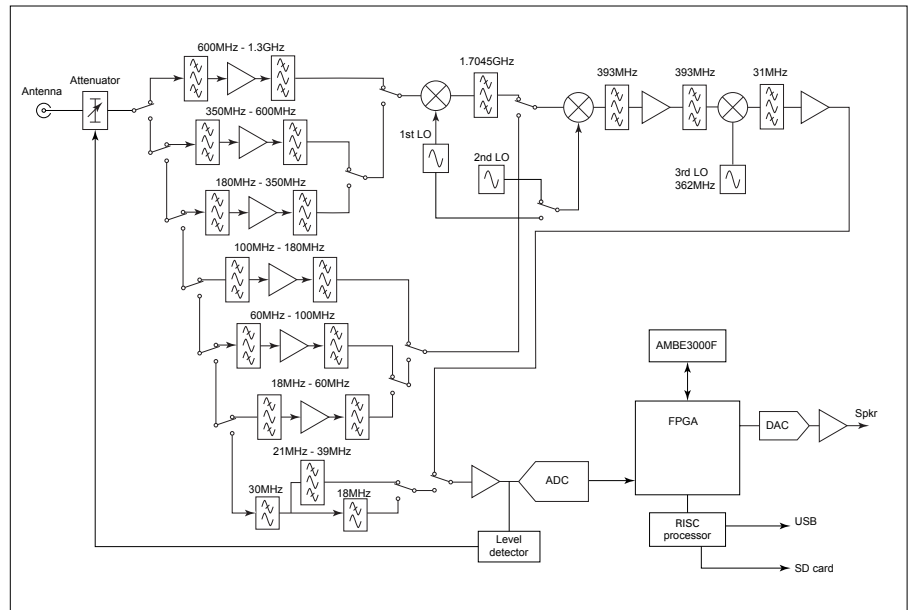 600MHz - 1.3GHz
Attenuator
Antenna
1.7045GHz
393MHz
393MHz
31MHz
350MHz - 600MHz
1st LO
2nd LO
3rd LO
362MHz
180MHz - 350MHz
100MHz - 180MHz
60MHz - 100MHz
AMBE3000F
18MHz - 60MHz
FPGA
DAC
Spkr
21MHz - 39MHz
30MHz
18MHz
ADC
Level
detector
RISC
processor
USB
SD card